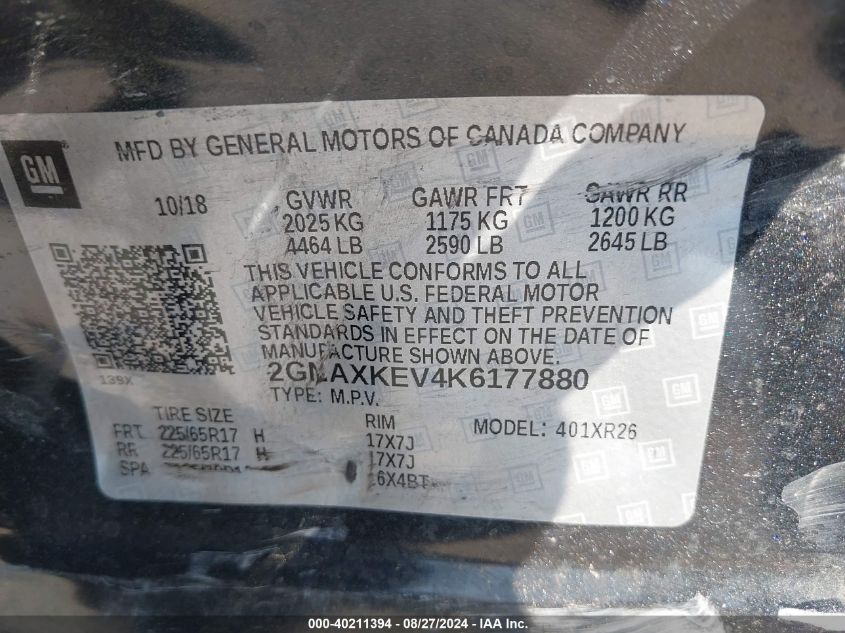 MFD BY GENERAL MOTORS OF CANADA COMPANY
GM
10/18 GVWR GAWR FRT GAWR RR
2025 KG 1175 KG 1200 KG
4464 LB 2590 LB 2645 LB
THIS VEHICLE CONFORMS TO ALL
APPLICABLE U.S. FEDERAL MOTOR
VEHICLE SAFETY AND THEFT PREVENTION
STANDARDS IN EFFECT ON THE DATE OF
MANUFACTURE SHOWN ABOVE.
139X
TYPE: M.P.V.
TIRE SIZE RIM MODEL: 401XR26
FRT 225/65R17 H 17X7J
RR 225/65R17 H 17X7J
SPA
000-40211394 - 08/27/2024 - IAA Inc.